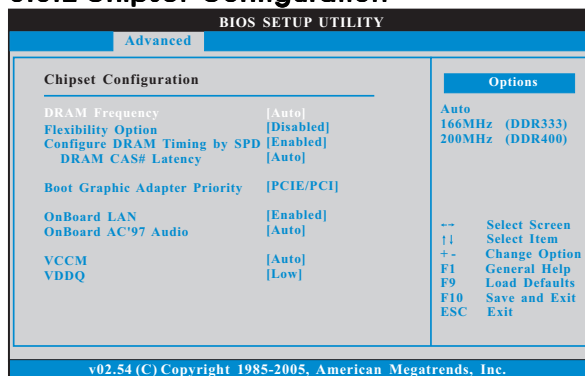 BIOS SETUP UTILITY
Advanced
Chipset Configuration
DRAM Frequency [Auto]
Flexibility Option [Disabled]
Configure DRAM Timing by SPD [Enabled]
DRAM CAS# Latency [Auto]
Boot Graphic Adapter Priority [PCIE/PCI]
OnBoard LAN [Enabled]
OnBoard AC'97 Audio [Auto]
VCCM [Auto]
VDDQ [Low]
Options
Auto
166MHz (DDR333)
200MHz (DDR400)
←→ Select Screen
↑↓ Select Item
+ - Change Option
F1 General Help
F9 Load Defaults
F10 Save and Exit
ESC Exit
v02.54 (C) Copyright 1985-2005, American Megatrends, Inc.